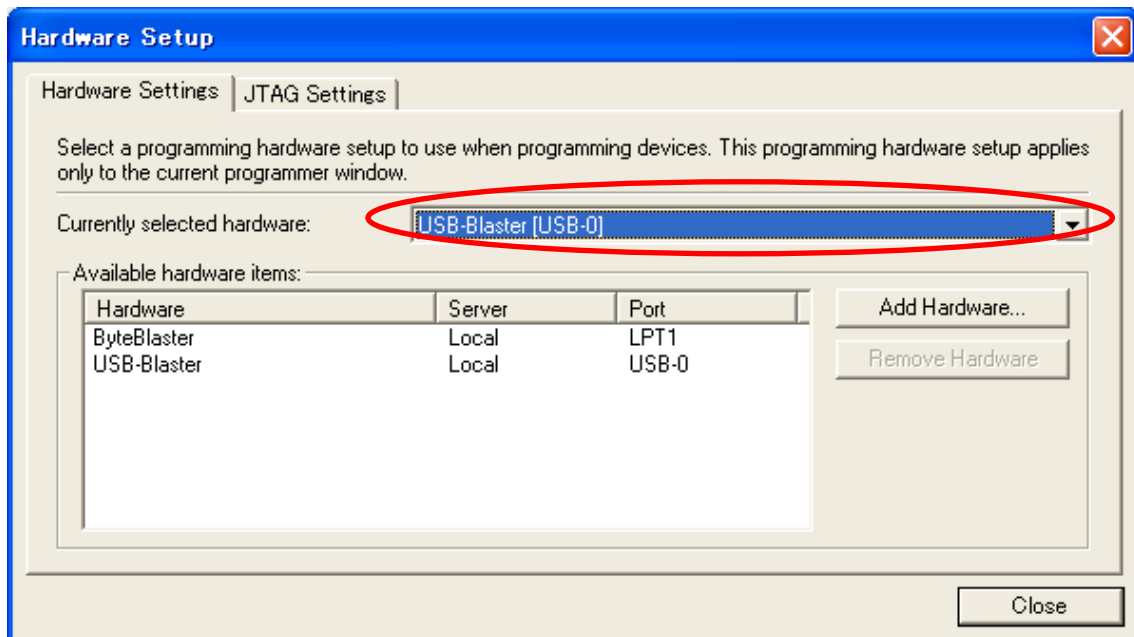 Hardware Setup
Hardware Settings JTAG Settings
Select a programming hardware setup to use when programming devices. This programming hardware setup applies
only to the current programmer window.
Currently selected hardware: USB-Blaster [USB-0]
Available hardware items:
Hardware Server Port
ByteBlaster Local LPT1
USB-Blaster Local USB-0
Add Hardware...
Remove Hardware
Close